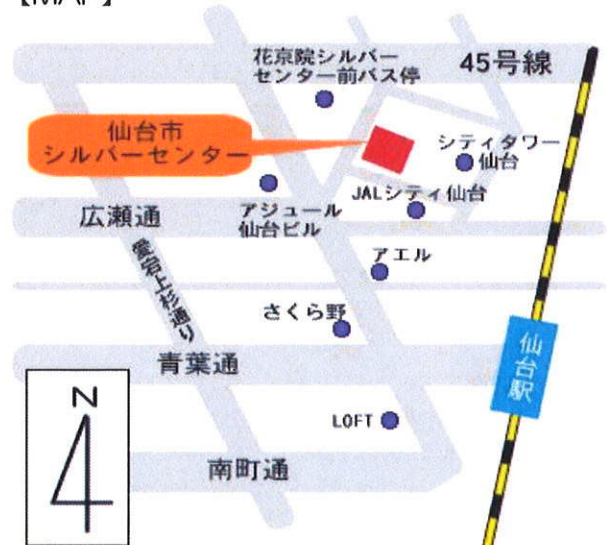 【MAP】
花京院シルバー
センター前バス停
45号線
仙台市
シルバーセンター
シティタワー
仙台
JALシティ仙台
広瀬通
アジュール
仙台ビル
愛宕上杉通り
アエル
さくら野
青葉通
仙台駅
N
LOFT
南町通